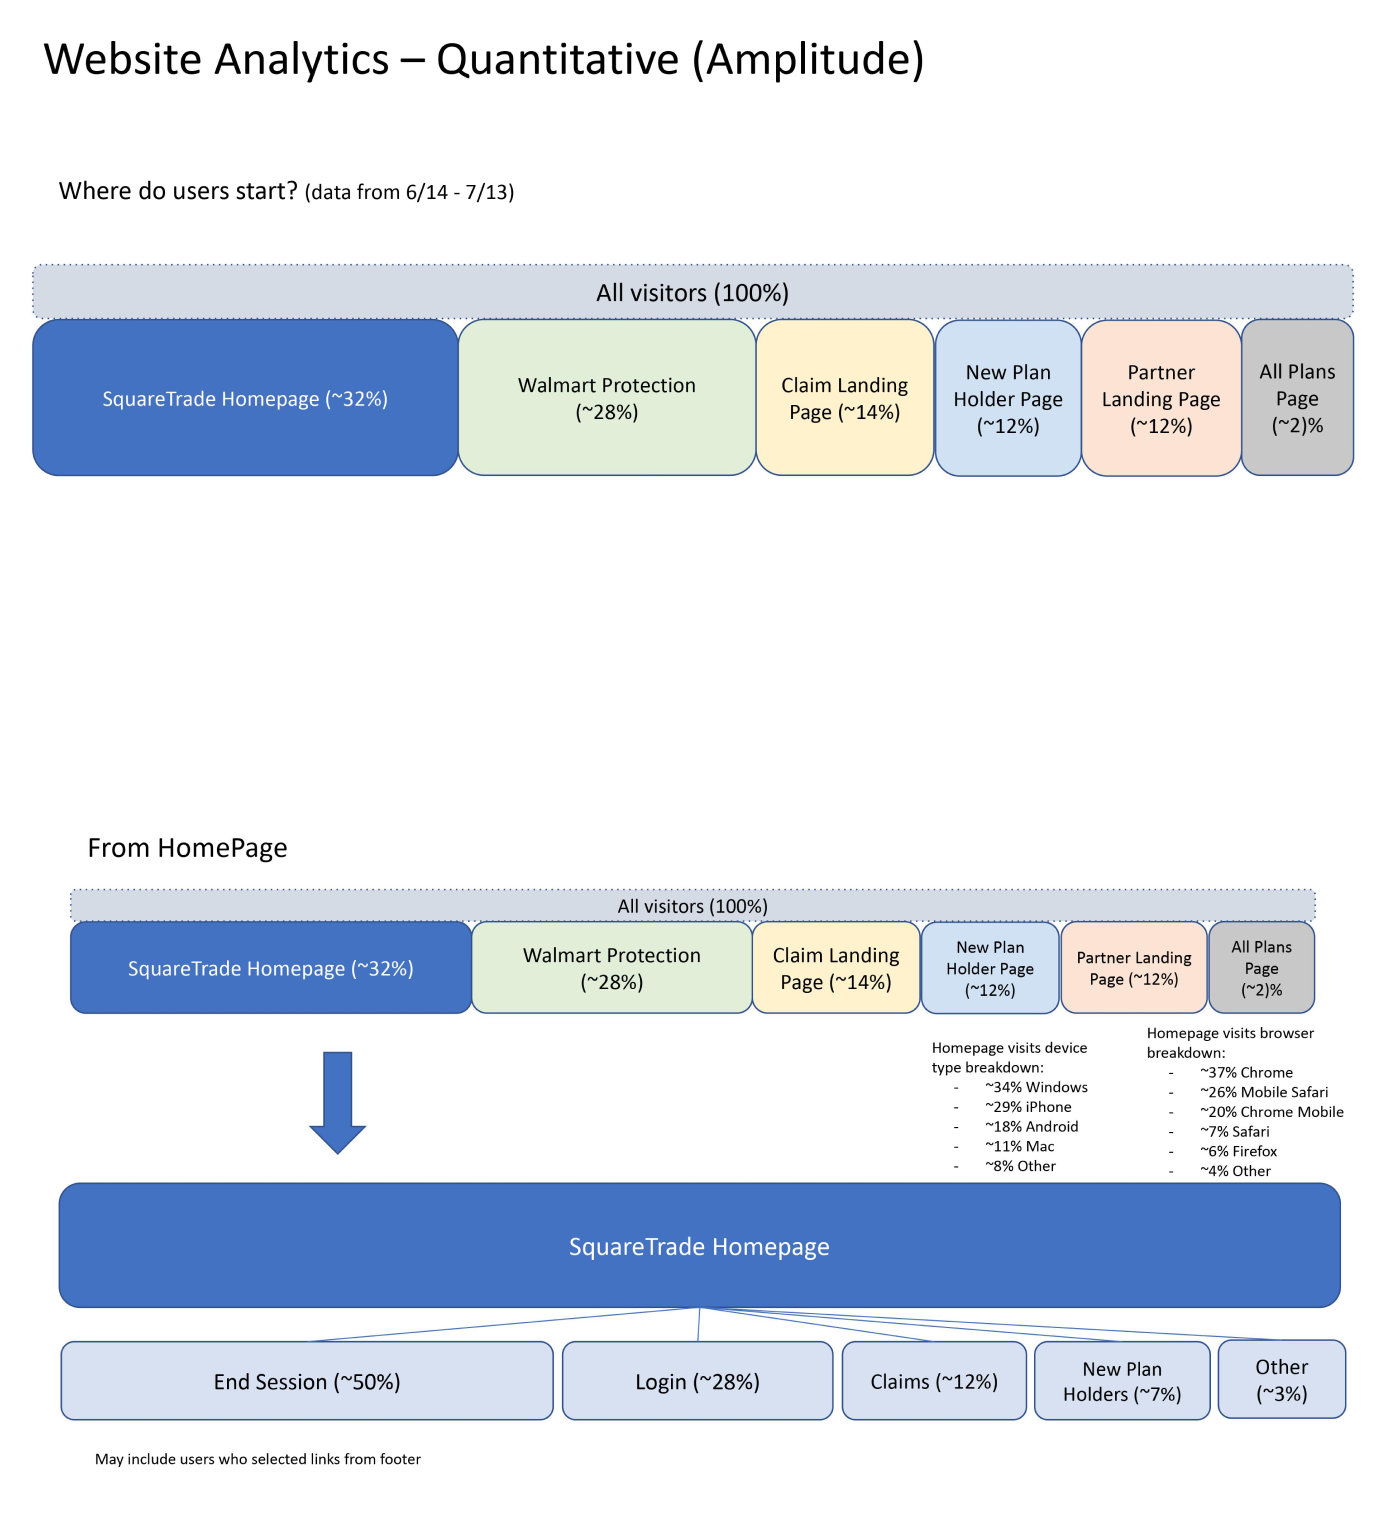 Website Analytics – Quantitative (Amplitude)
Where do users start? (data from 6/14 - 7/13)
All visitors (100%)
SquareTrade Homepage (~32%)
Walmart Protection
(~28%)
Claim Landing
Page (~14%)
New Plan
Holder Page
(~12%)
Partner
Landing Page
(~12%)
All Plans
Page
(~2)%
From HomePage
All visitors (100%)
SquareTrade Homepage (~32%)
Walmart Protection
(~28%)
Claim Landing
Page (~14%)
New Plan
Holder Page
(~12%)
Partner Landing
Page (~12%)
All Plans
Page
(~2)%
Homepage visits device
type breakdown:
- ~34% Windows
- ~29% iPhone
- ~18% Android
- ~11% Mac
- ~8% Other
Homepage visits browser
breakdown:
- ~37% Chrome
- ~26% Mobile Safari
- ~20% Chrome Mobile
- ~7% Safari
- ~6% Firefox
- ~4% Other
SquareTrade Homepage
End Session (~50%)
Login (~28%)
Claims (~12%)
New Plan
Holders (~7%)
Other
(~3%)
May include users who selected links from footer